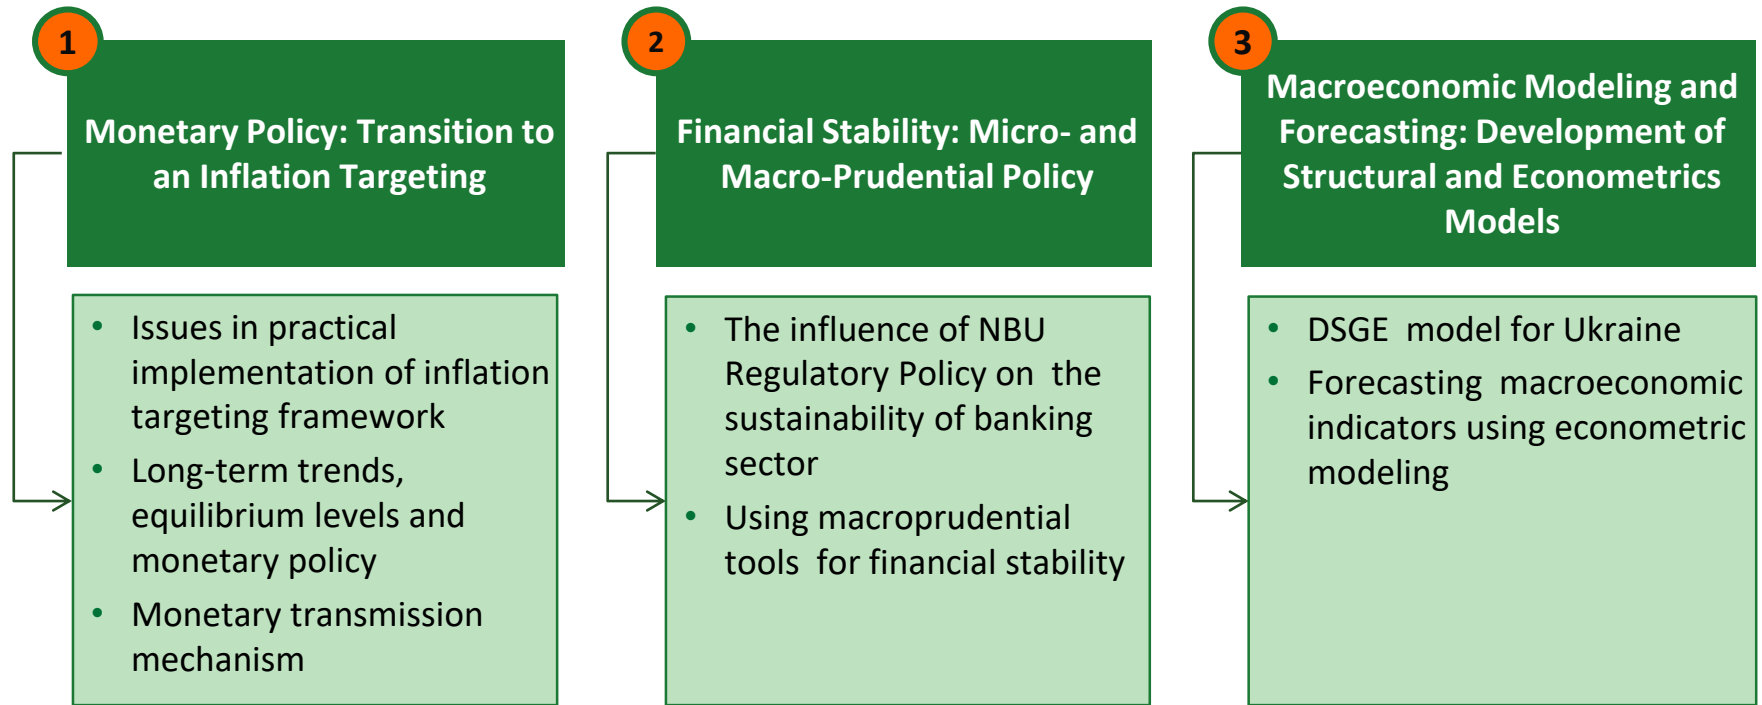 1
Monetary Policy: Transition to
an Inflation Targeting
• Issues in practical
implementation of inflation
targeting framework
• Long-term trends,
equilibrium levels and
monetary policy
• Monetary transmission
mechanism
2
Financial Stability: Micro- and
Macro-Prudential Policy
• The influence of NBU
Regulatory Policy on the
sustainability of banking
sector
• Using macroprudential
tools for financial stability
3
Macroeconomic Modeling and
Forecasting: Development of
Structural and Econometrics
Models
• DSGE model for Ukraine
• Forecasting macroeconomic
indicators using econometric
modeling